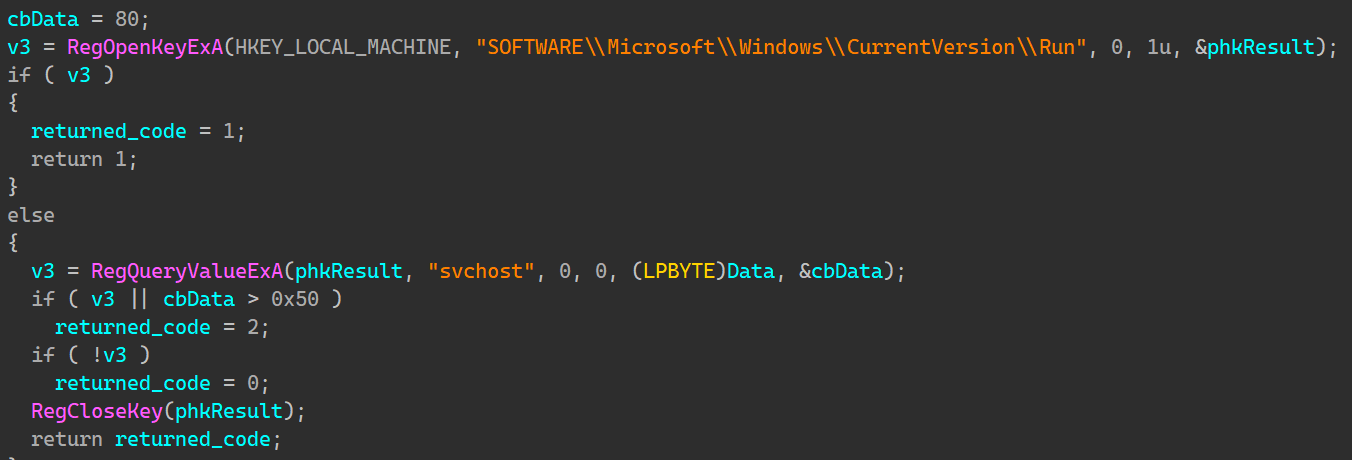 cbData = 80;
v3 = RegOpenKeyExA(HKEY_LOCAL_MACHINE, "SOFTWARE\\Microsoft\\Windows\\CurrentVersion\\Run", 0, 1u, &phkResult);
if ( v3 )
{
returned_code = 1;
return 1;
}
else
{
v3 = RegQueryValueExA(phkResult, "svchost", 0, 0, (LPBYTE)Data, &cbData);
if ( v3 || cbData > 0x50 )
returned_code = 2;
if ( !v3 )
returned_code = 0;
RegCloseKey(phkResult);
return returned_code;
}